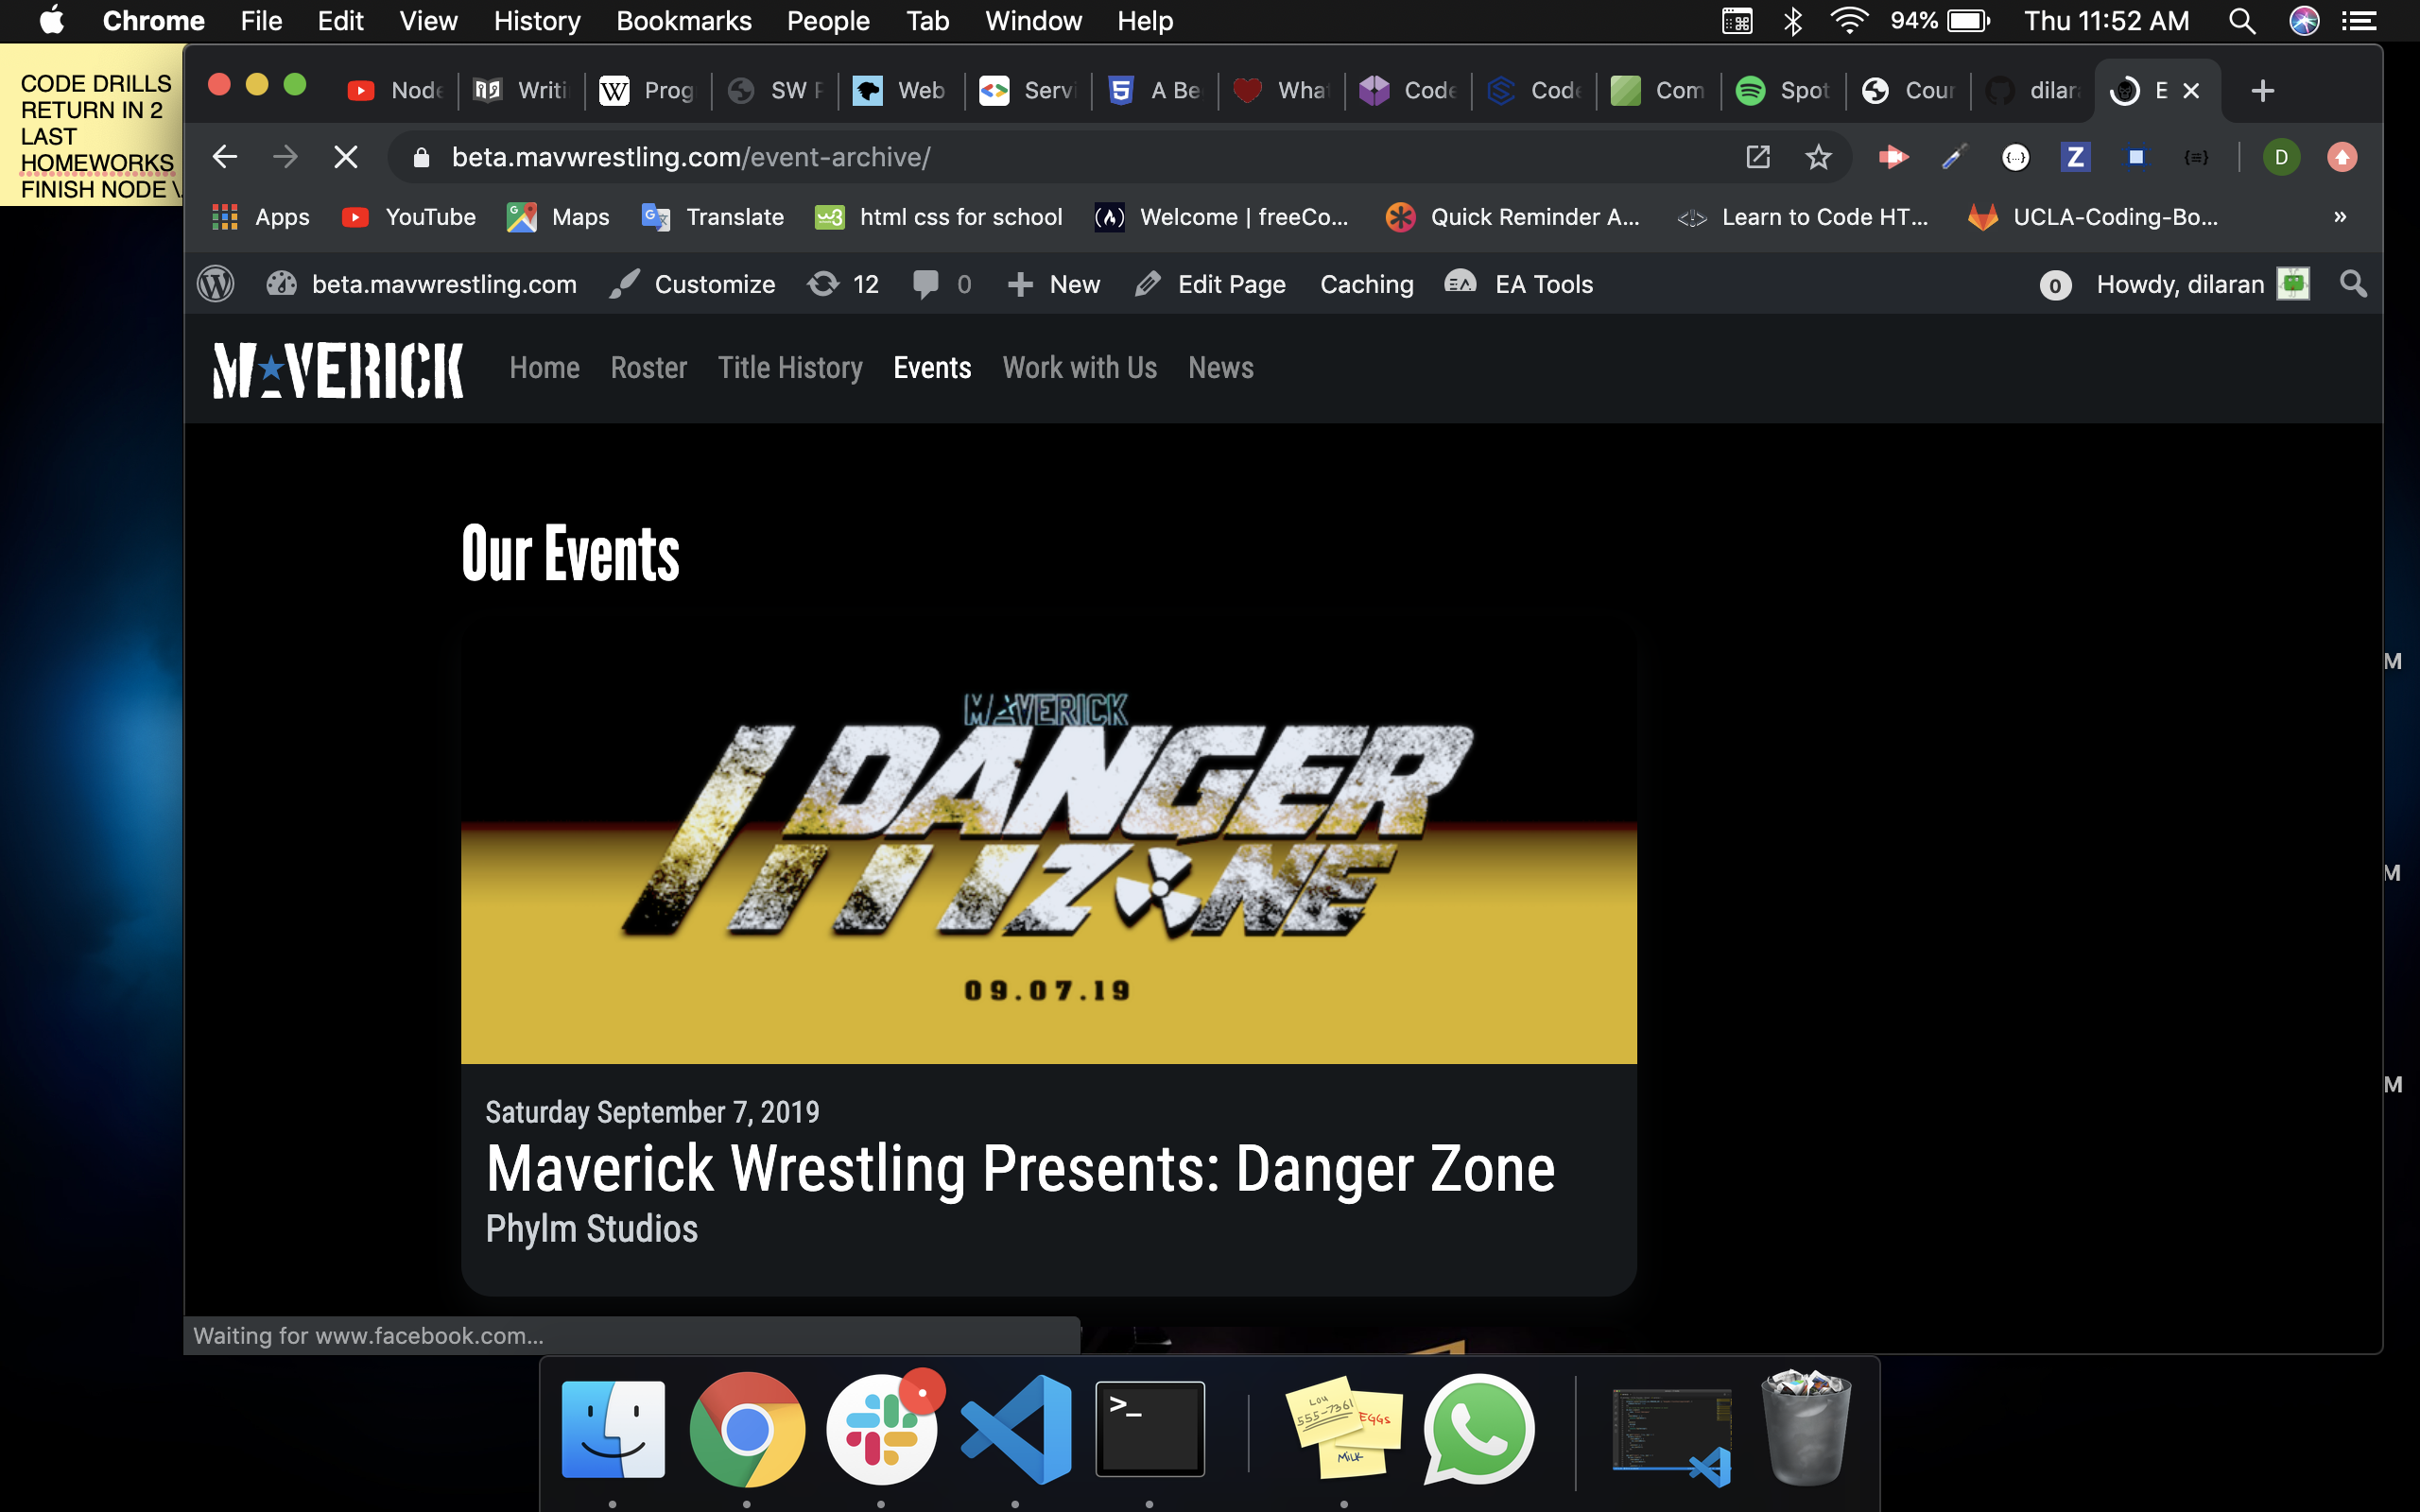 Chrome File Edit View History Bookmarks People Tab Window Help 94% Thu 11:52 AM
CODE DRILLS
RETURN IN 2
LAST
HOMEWORKS
FINISH NODE \
Node Writi Prog SW F Web Servi A Be What Code Code Com Spot Cour dilara E
beta.mavwrestling.com/event-archive/ D
Apps YouTube Maps Translate html css for school Welcome | freeCo... Quick Reminder A... Learn to Code HT... UCLA-Coding-Bo... »
beta.mavwrestling.com Customize 12 0 New Edit Page Caching EA Tools 0 Howdy, dilaran
MAVERICK Home Roster Title History Events Work with Us News
Our Events
MAVERICK
DANGER
ZONE
09.07.19
Saturday September 7, 2019
Maverick Wrestling Presents: Danger Zone
Phylm Studios
Waiting for www.facebook.com...
M
M
M
>_
LOU
555-7361
EGGS
MILK